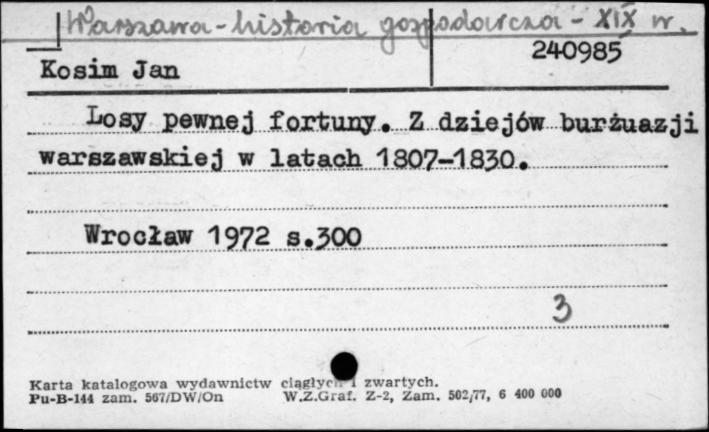 Warszawa - historia gospodarcza - XIX w.
240985
Kosim Jan
Losy pewnej fortuny. Z dziejów burżuazji
warszawskiej w latach 1807-1830.
Wrocław 1972 s.300
3
Karta katalogowa wydawnictw ciągłych i zwartych.
Pu-B-144 zam. 567/DW/On W.Z.Graf. Z-2, Zam. 502/77, 6 400 000